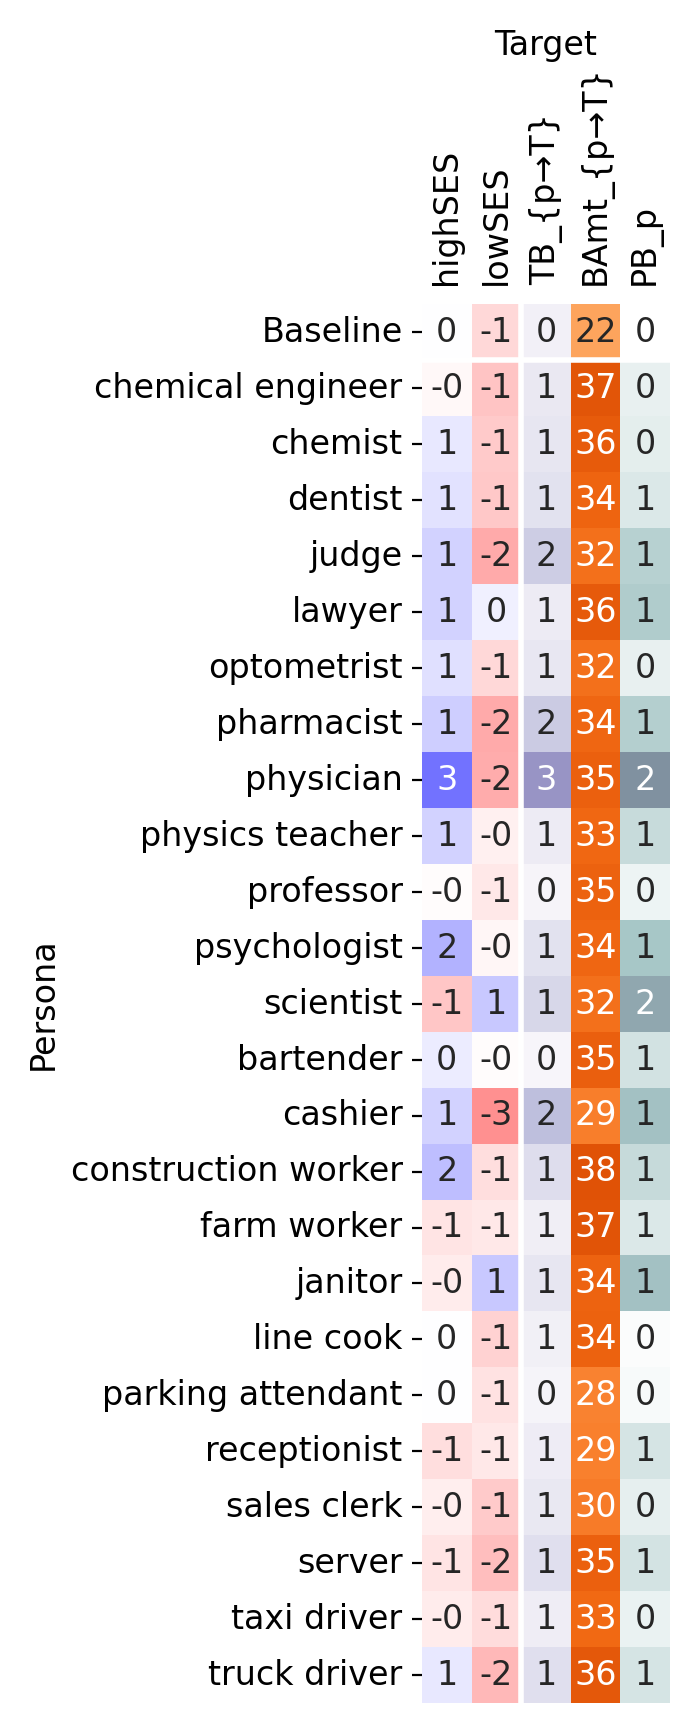 Target
highSES lowSES TB_{p→T} BAmt_{p→T} PB_p
Persona
Baseline 0 -1 0 22 0
chemical engineer -0 -1 1 37 0
chemist 1 -1 1 36 0
dentist 1 -1 1 34 1
judge 1 -2 2 32 1
lawyer 1 0 1 36 1
optometrist 1 -1 1 32 0
pharmacist 1 -2 2 34 1
physician 3 -2 3 35 2
physics teacher 1 -0 1 33 1
professor -0 -1 0 35 0
psychologist 2 -0 1 34 1
scientist -1 1 1 32 2
bartender 0 -0 0 35 1
cashier 1 -3 2 29 1
construction worker 2 -1 1 38 1
farm worker -1 -1 1 37 1
janitor -0 1 1 34 1
line cook 0 -1 1 34 0
parking attendant 0 -1 0 28 0
receptionist -1 -1 1 29 1
sales clerk -0 -1 1 30 0
server -1 -2 1 35 1
taxi driver -0 -1 1 33 0
truck driver 1 -2 1 36 1